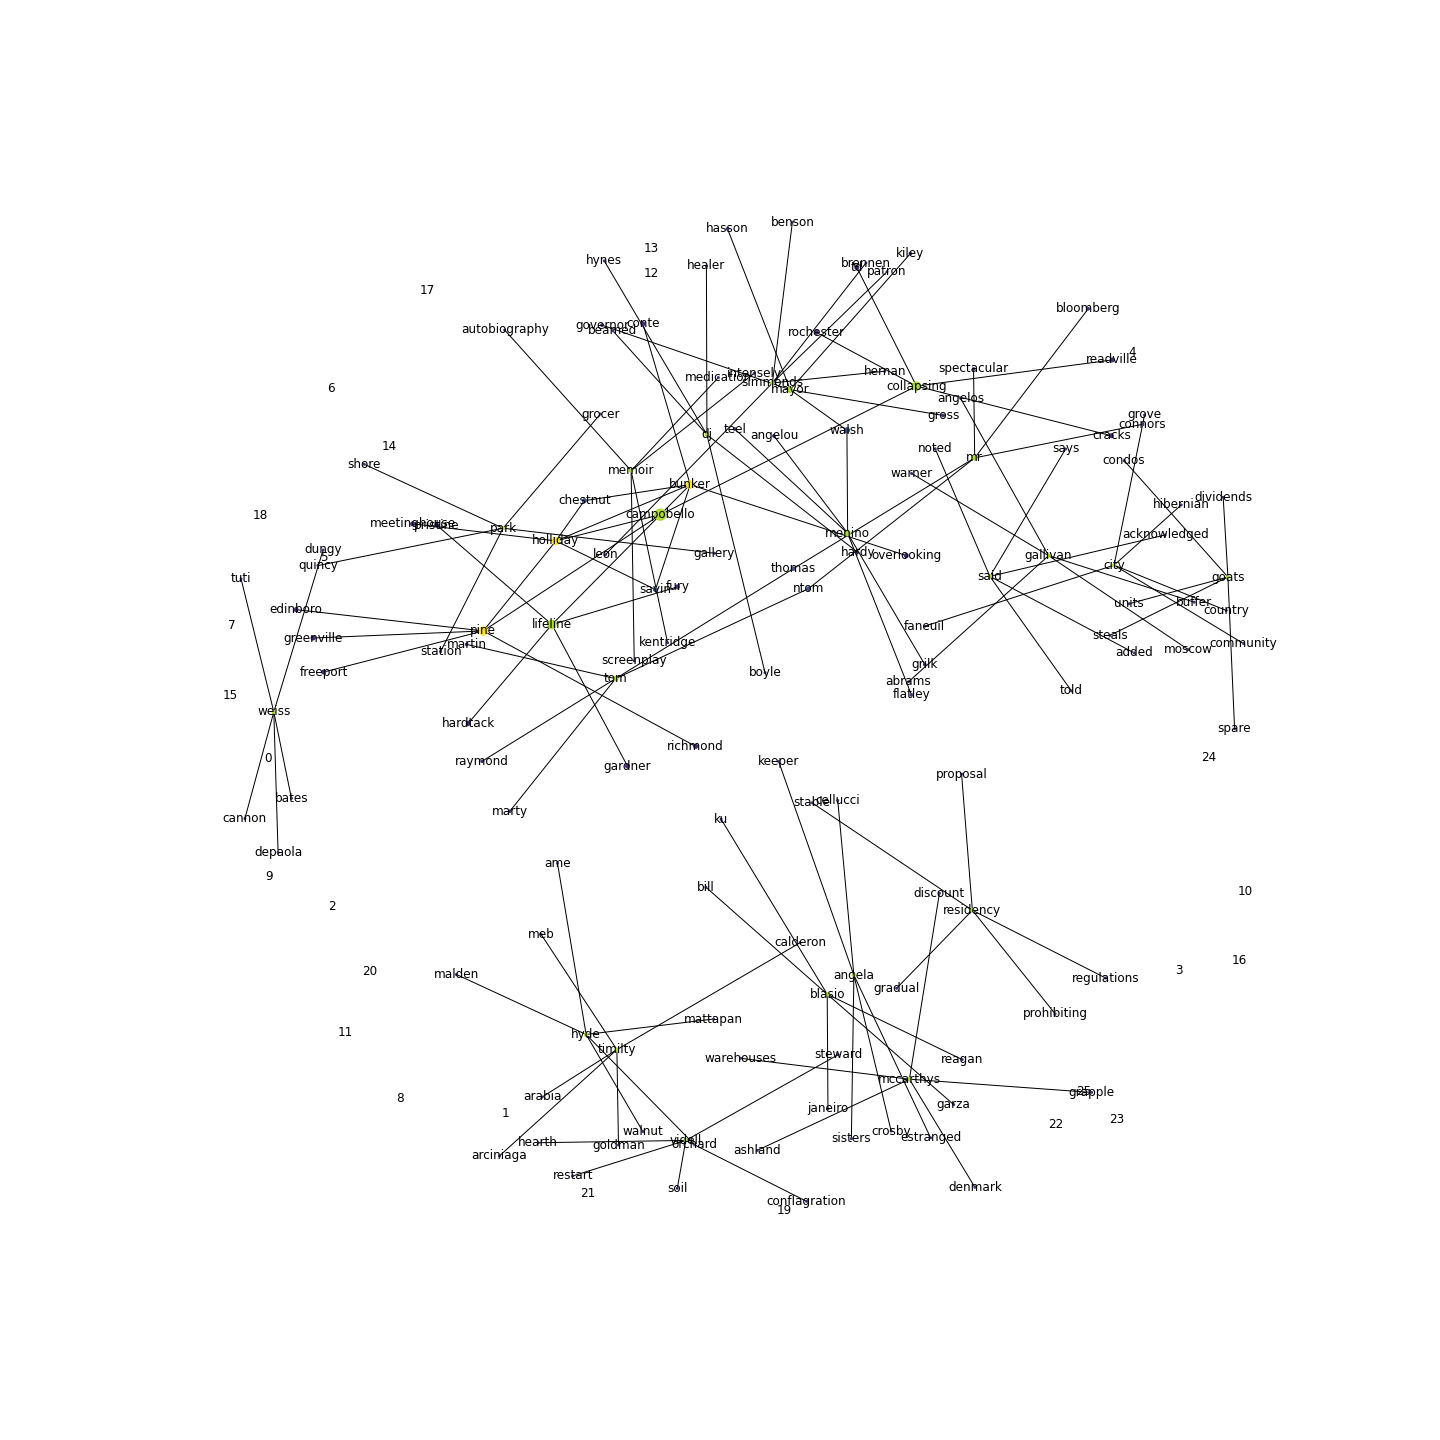 benson
hasson
13
kiley
hynes
brennen
healer
12
patron
17
bloomberg
conte
governor
autobiography
beamed
rochester
4
readville
spectacular
hernan
intensely
medication
simmonds
6
mayor
collapsing
angelos
grocer
gross
grove
connors
teel
walsh
dj
angelou
cracks
14
noted
says
mr
condos
shore
memoir
warner
bunker
dividends
chestnut
hibernian
campobello
18
meetinghouse
pristine
park
menino
acknowledged
holliday
dungy
hardy
leon
gallery
overlooking
gallivan
5
quincy
city
thomas
said
goats
tuti
savin
fury
ntom
units
buffer
edinboro
country
7
lifeline
faneuil
pine
steals
greenville
martin
kentridge
community
station
moscow
added
screenplay
grilk
freeport
boyle
tom
abrams
told
15
flatley
weiss
hardtack
spare
richmond
0
24
raymond
keeper
gardner
proposal
bates
cellucci
stable
marty
cannon
ku
depaola
ame
9
bill
10
discount
2
residency
meb
calderon
16
20
3
malden
angela
regulations
gradual
blasio
prohibiting
mattapan
11
hyde
timilty
steward
warehouses
reagan
mccarthys
25
grapple
arabia
8
garza
janeiro
1
23
22
walnut
crosby
estranged
sisters
vidal
hearth
orchard
goldman
ashland
arciniaga
restart
denmark
soil
21
conflagration
19